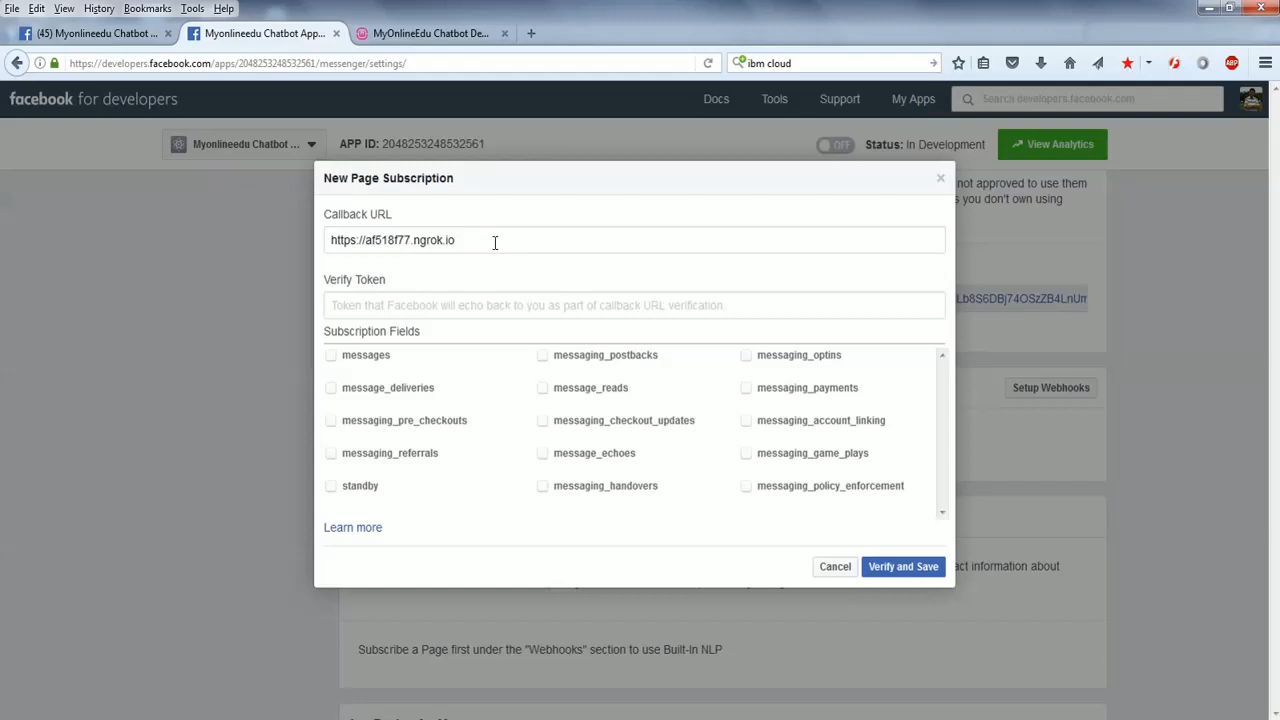 File Edit View History Bookmarks Tools Help
(45) Myonlineedu Chatbot ... × Myonlineedu Chatbot App... × MyOnlineEdu Chatbot De... × +
https://developers.facebook.com/apps/2048253248532561/messenger/settings/ ibm cloud ABP
facebook for developers Docs Tools Support My Apps Search developers.facebook.com
Myonlineedu Chatbot ... APP ID: 2048253248532561 OFF Status: In Development View Analytics
New Page Subscription ×
not approved to use them
s you don't own using
Callback URL
https://af518f77.ngrok.io
Verify Token
Lb8S6DBj74OSzZB4LnUm
Token that Facebook will echo back to you as part of callback URL verification.
Subscription Fields
messages messaging_postbacks messaging_optins
message_deliveries message_reads messaging_payments
Setup Webhooks
messaging_pre_checkouts messaging_checkout_updates messaging_account_linking
messaging_referrals message_echoes messaging_game_plays
standby messaging_handovers messaging_policy_enforcement
Learn more
Cancel Verify and Save
act information about
Subscribe a Page first under the "Webhooks" section to use Built-in NLP